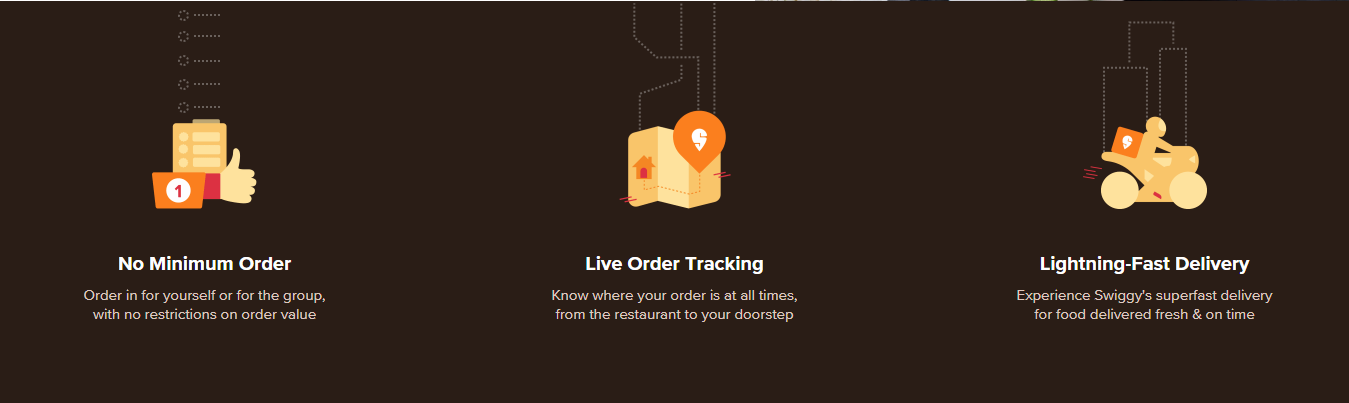 1
No Minimum Order
Order in for yourself or for the group,
with no restrictions on order value
Live Order Tracking
Know where your order is at all times,
from the restaurant to your doorstep
Lightning-Fast Delivery
Experience Swiggy's superfast delivery
for food delivered fresh & on time